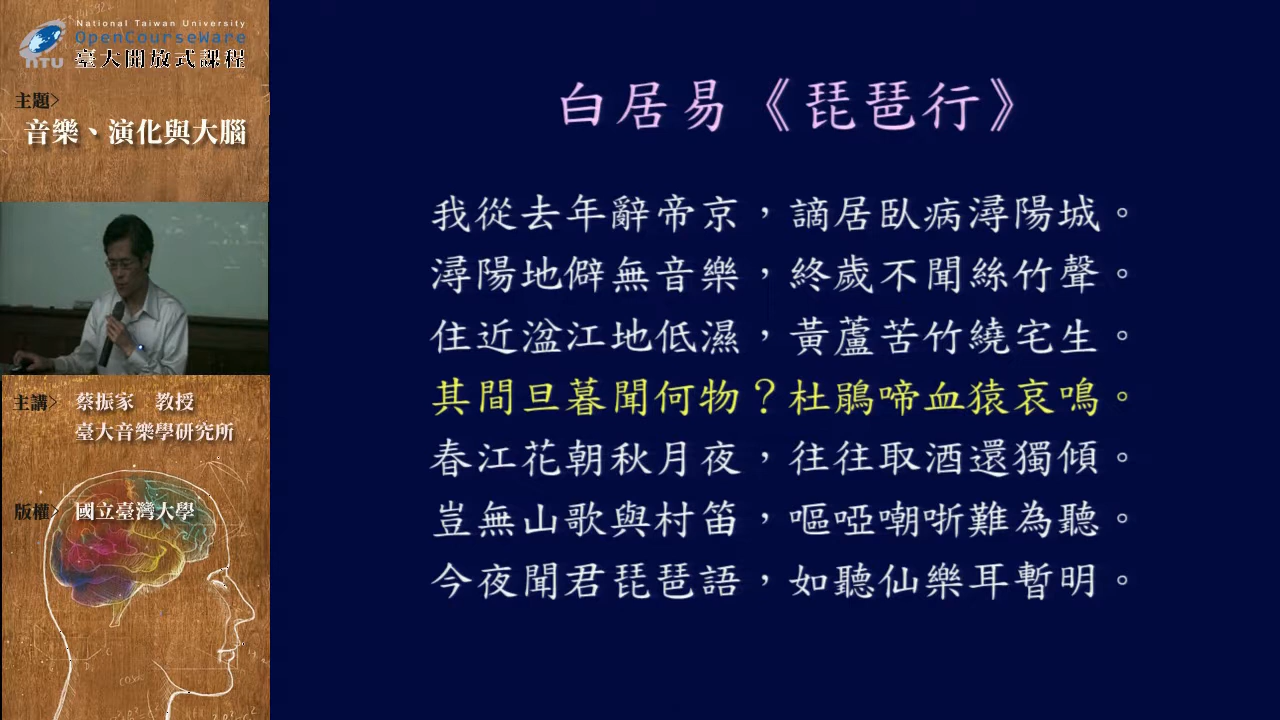 National Taiwan University
OpenCourseWare
NTU 臺大開放式課程
主題>
音樂、演化與大腦
主講> 蔡振家 教授
臺大音樂學研究所
版權> 國立臺灣大學
白居易《琵琶行》
我從去年辭帝京，謫居臥病潯陽城。
潯陽地僻無音樂，終歲不聞絲竹聲。
住近湓江地低濕，黃蘆苦竹繞宅生。
其間旦暮聞何物？杜鵑啼血猿哀鳴。
春江花朝秋月夜，往往取酒還獨傾。
豈無山歌與村笛，嘔啞嘲哳難為聽。
今夜聞君琵琶語，如聽仙樂耳暫明。